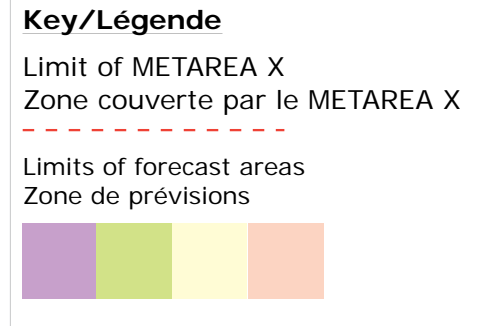 Key/Légende
Limit of METAREA X
Zone couverte par le METAREA X
Limits of forecast areas
Zone de prévisions